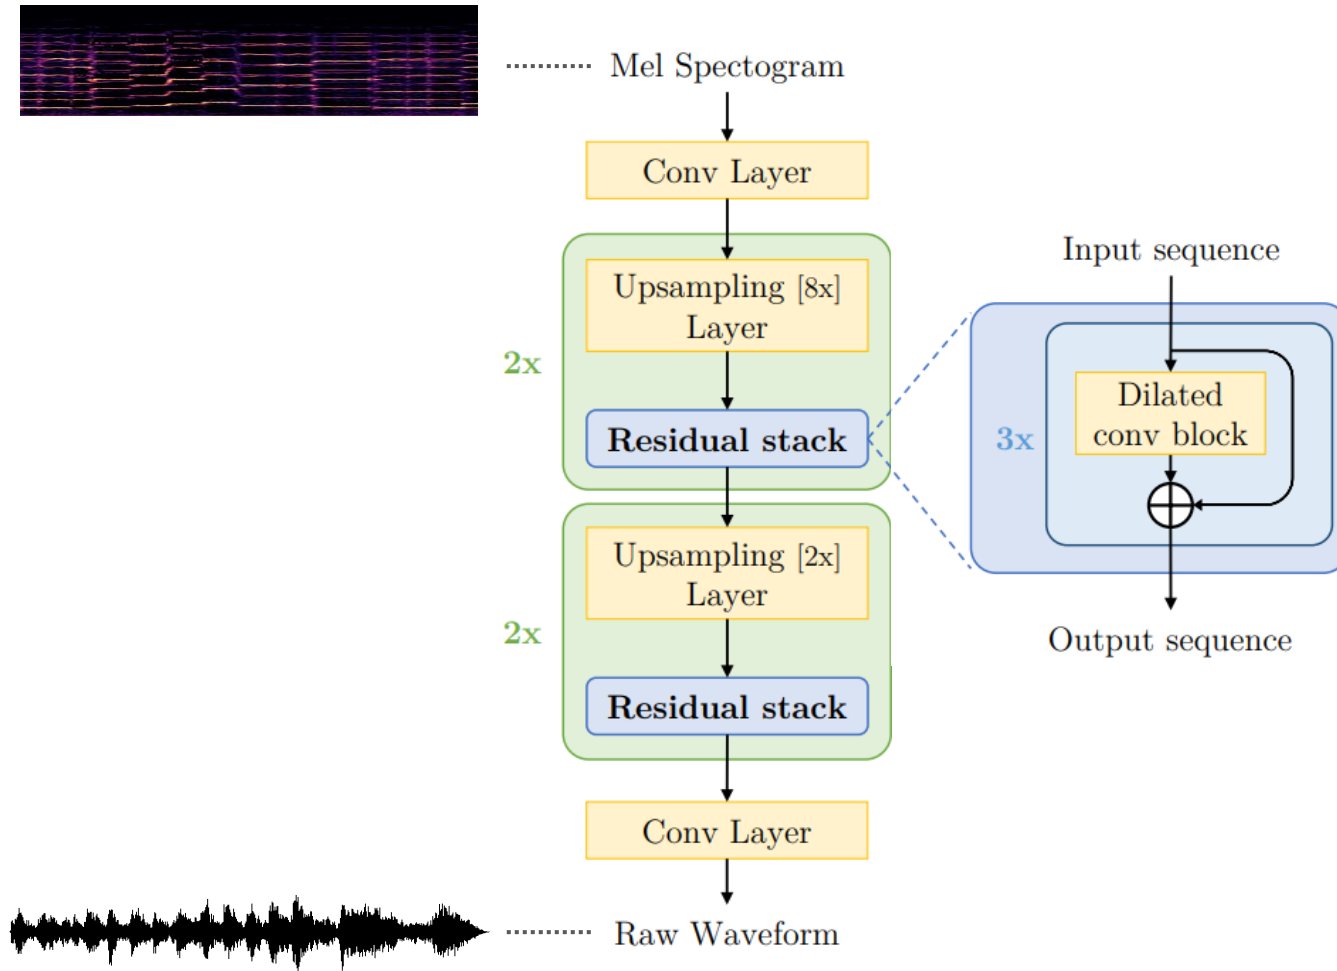 Mel Spectogram
Conv Layer
Upsampling [8x]
Layer
2x
Residual stack
Upsampling [2x]
Layer
2x
Residual stack
Conv Layer
Raw Waveform
Input sequence
Dilated
conv block
3x
Output sequence